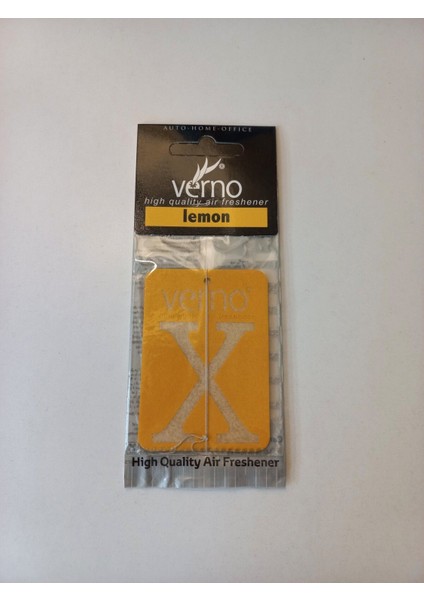 AUTO-HOME-OFFICE
verno
high quality air freshener
lemon
verno
X
High Quality Air Freshener